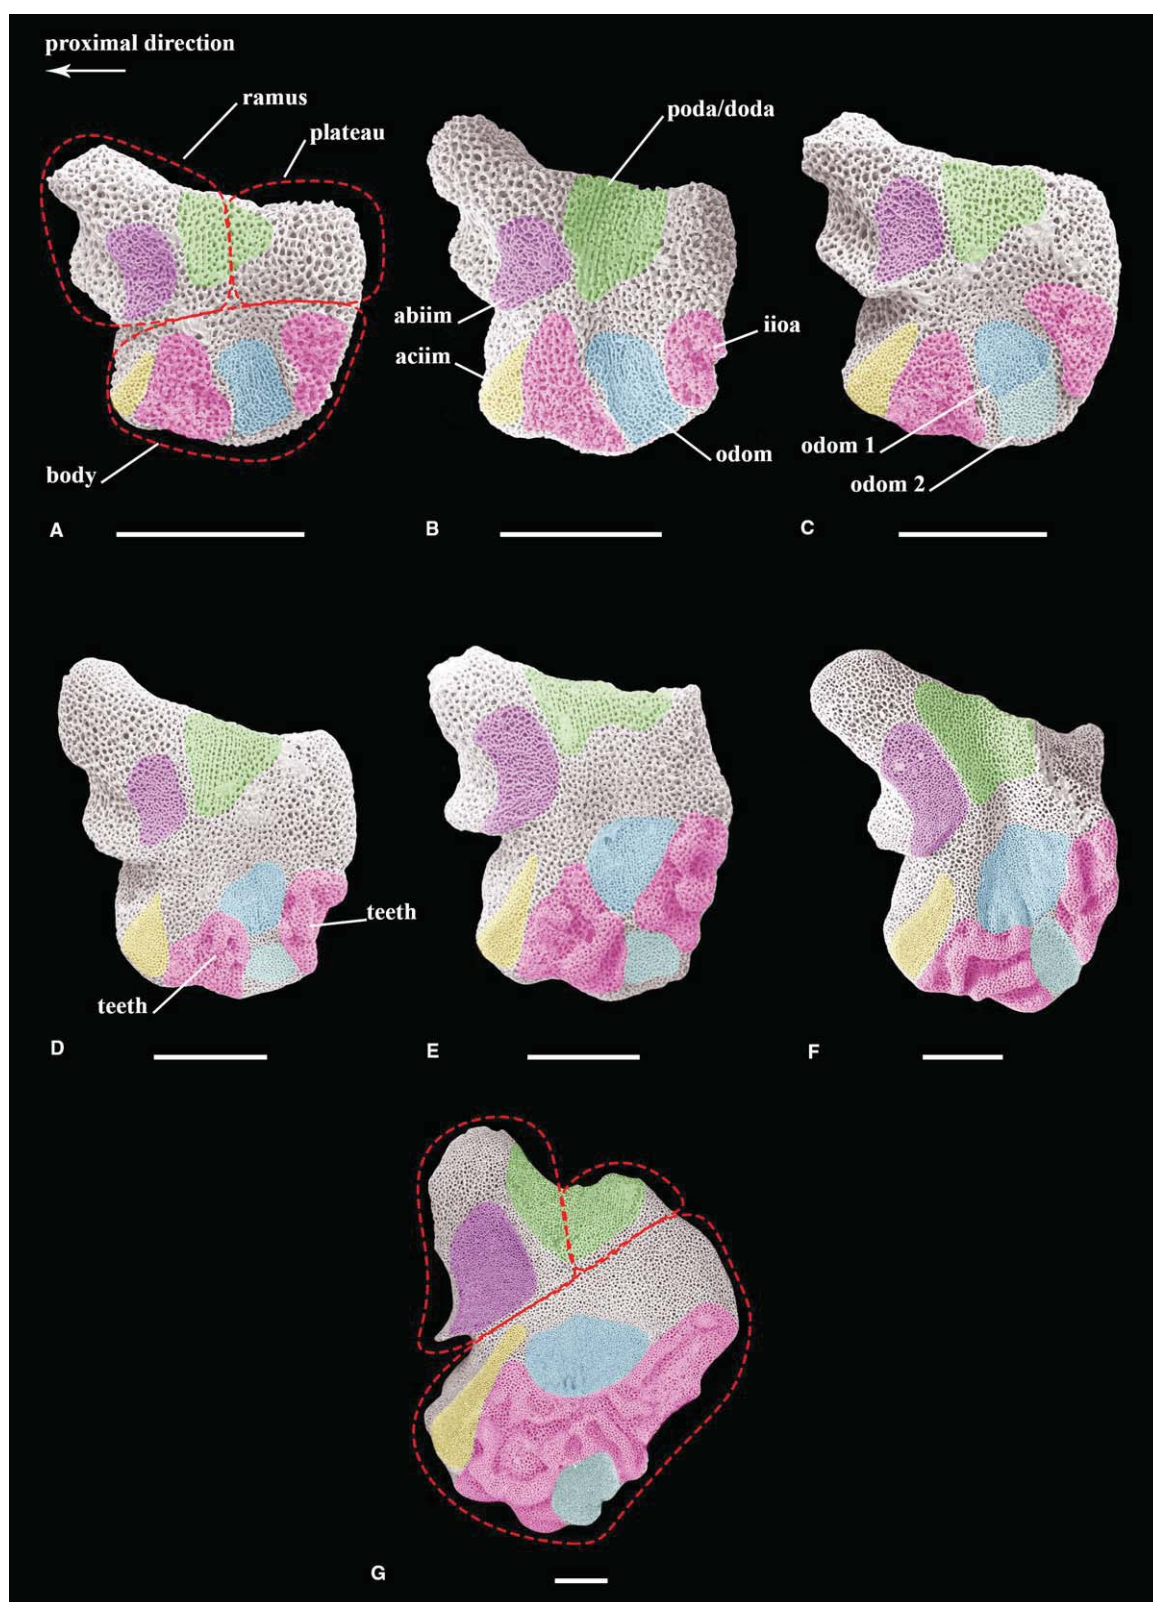 proximal direction
ramus
plateau
poda/doda
abiim
aciim
iioa
odom
odom 1
odom 2
body
A
B
C
teeth
teeth
D
E
F
G